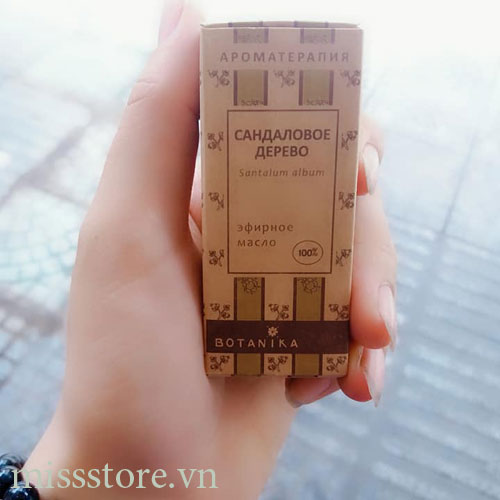 АРОМАТЕРАПИЯ
САНДАЛОВОЕ
ДЕРЕВО
Santalum album
эфирное
масло
100%
BOTANIKA
missstore.vn